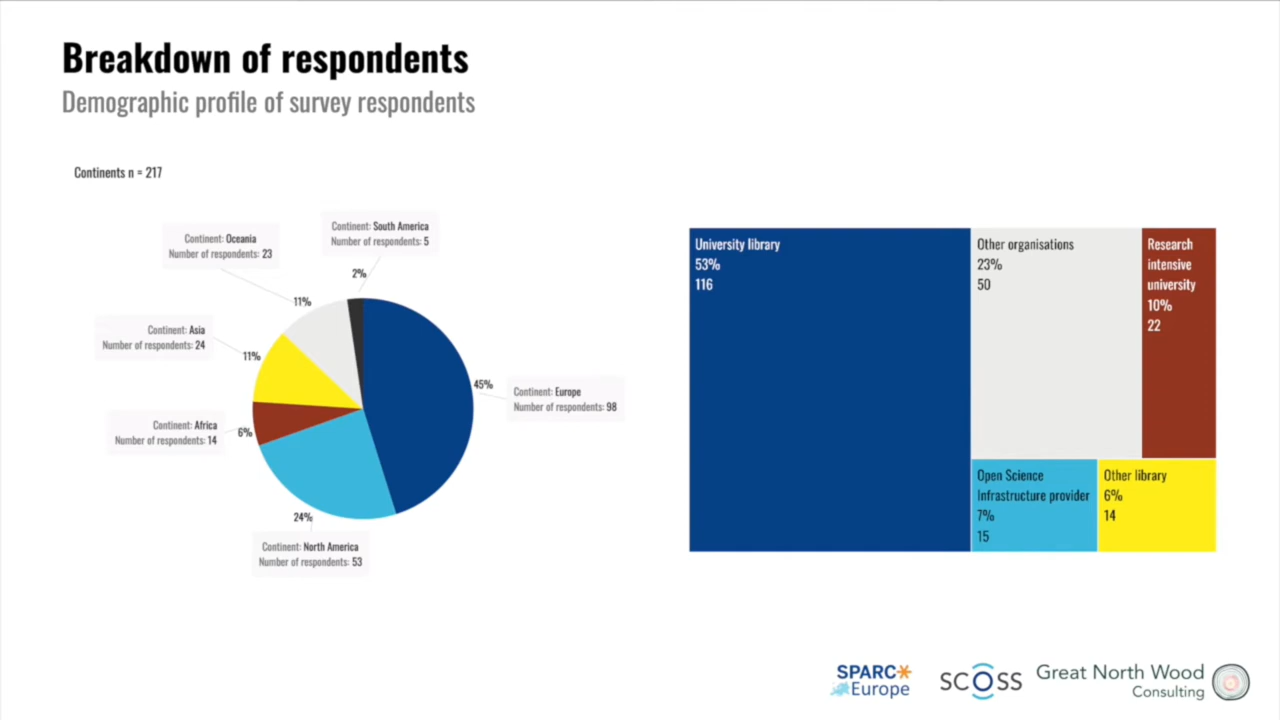 Breakdown of respondents
Demographic profile of survey respondents
Continents n = 217
Continent: South America
Number of respondents: 5
Continent: Oceania
Number of respondents: 23
2%
11%
Continent: Asia
Number of respondents: 24
11%
45%
Continent: Europe
Number of respondents: 98
Continent: Africa
Number of respondents: 14
6%
24%
Continent: North America
Number of respondents: 53
University library
53%
116
Other organisations
23%
50
Research
intensive
university
10%
22
Open Science
Infrastructure provider
7%
15
Other library
6%
14
SPARC
Europe
SCOSS
Great North Wood
Consulting